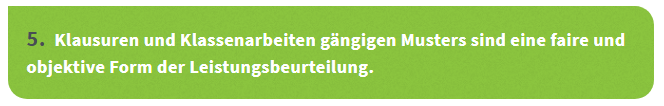 5. Klausuren und Klassenarbeiten gängigen Musters sind eine faire und
objektive Form der Leistungsbeurteilung.